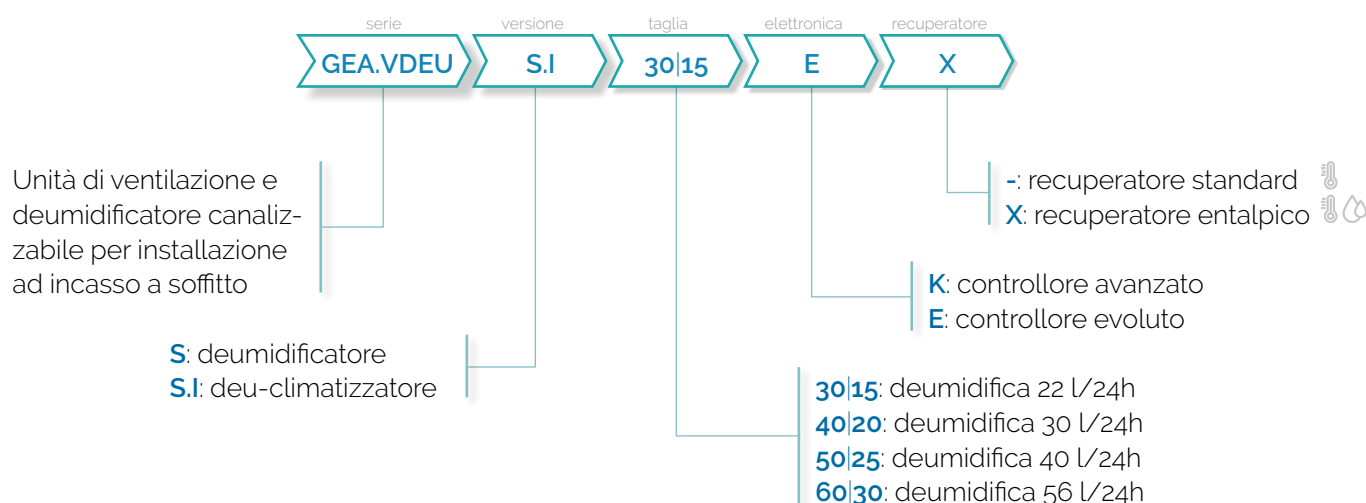 serie versione taglia elettronica recuperatore
GEA.VDEU S.I 30|15 E X
Unità di ventilazione e
deumidificatore canaliz-
zabile per installazione
ad incasso a soffitto
-: recuperatore standard
X: recuperatore entalpico
K: controllore avanzato
E: controllore evoluto
S: deumidificatore
S.I: deu-climatizzatore
30|15: deumidifica 22 l/24h
40|20: deumidifica 30 l/24h
50|25: deumidifica 40 l/24h
60|30: deumidifica 56 l/24h